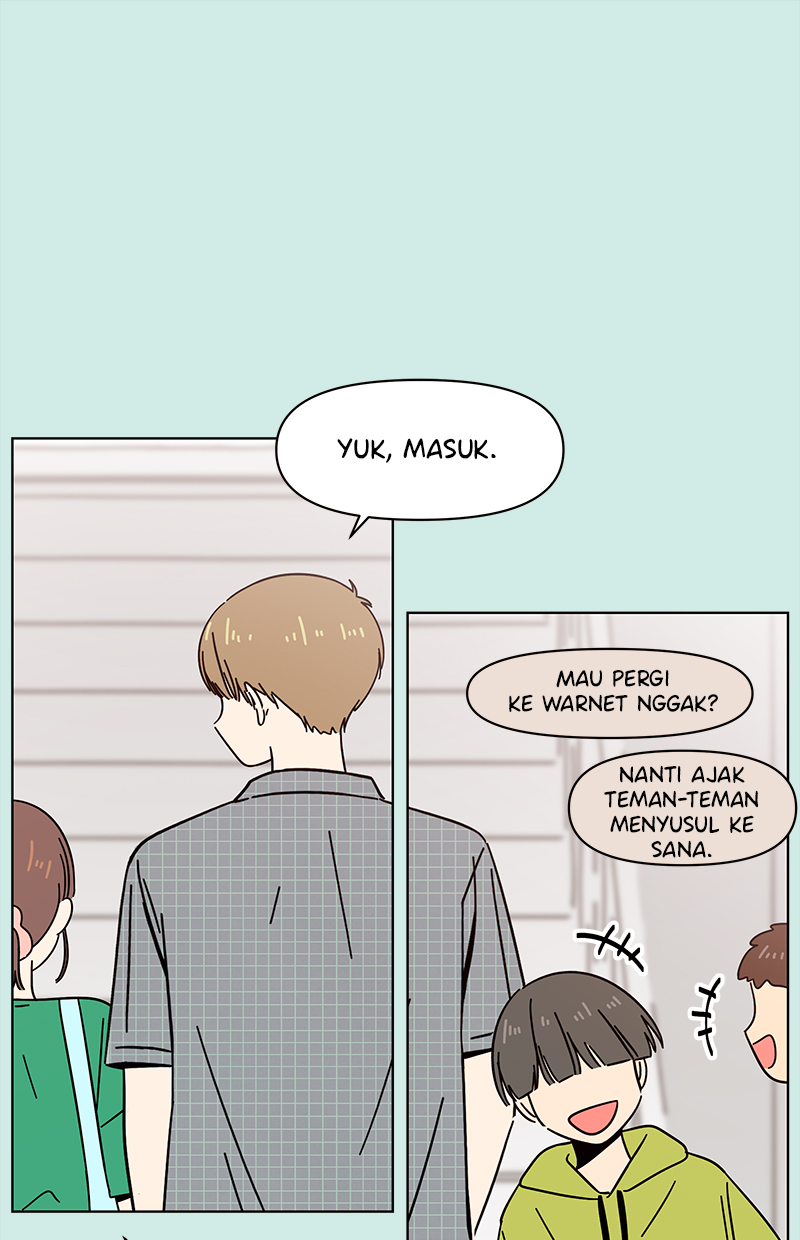 YUK, MASUK.
MAU PERGI
KE WARNET NGGAK?
NANTI AJAK
TEMAN-TEMAN
MENYUSUL KE
SANA.